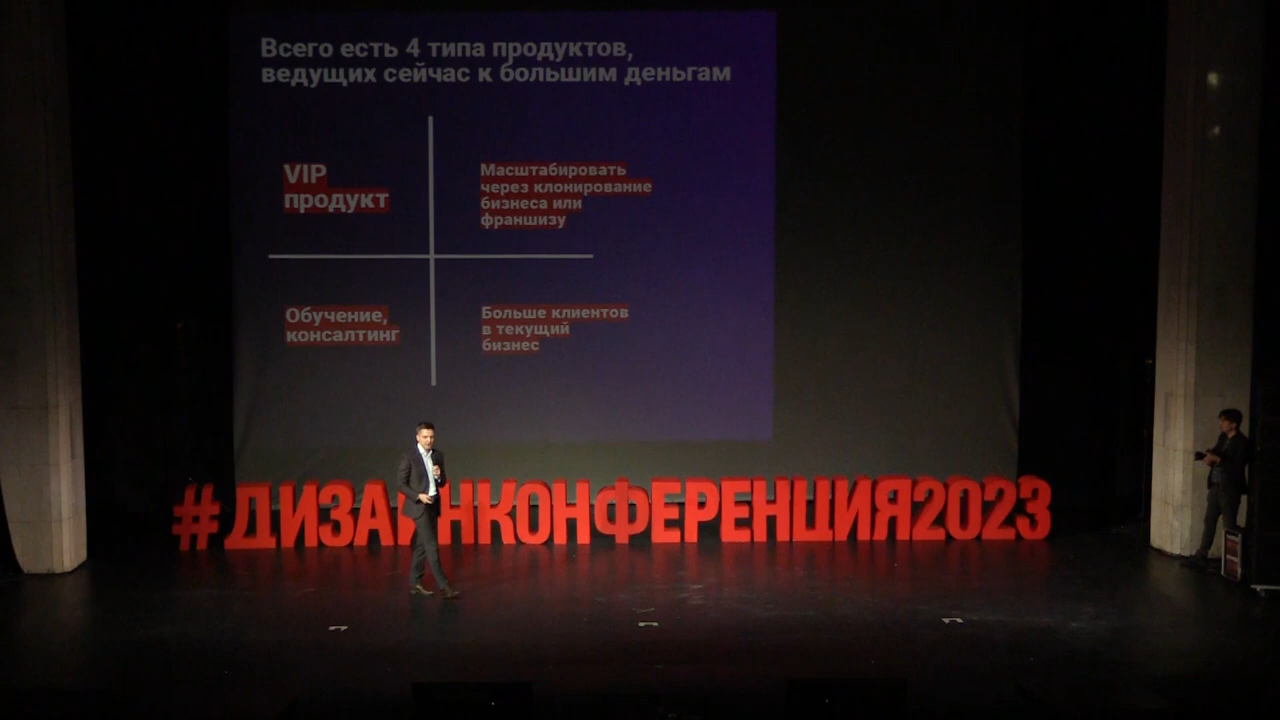 Всего есть 4 типа продуктов,
ведущих сейчас к большим деньгам
VIP
продукт
Масштабировать
через клонирование
бизнеса или
франшизу
Обучение,
консалтинг
Больше клиентов
в текущий
бизнес
#ДИЗАЙНКОНФЕРЕНЦИЯ2023